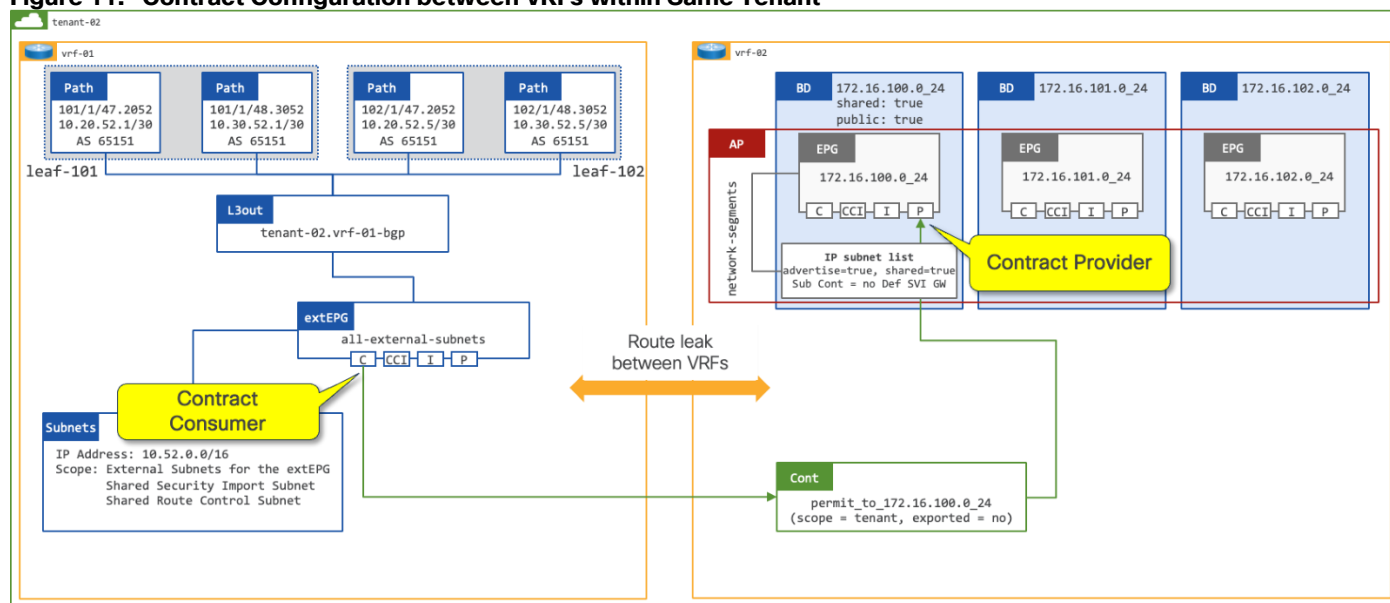 Figure 11: Contract Configuration between VRFs within Same Tenant
tenant-02
vrf-01
Path
101/1/47.2052
10.20.52.1/30
AS 65151
Path
101/1/48.3052
10.30.52.1/30
AS 65151
Path
102/1/47.2052
10.20.52.5/30
AS 65151
Path
102/1/48.3052
10.30.52.5/30
AS 65151
leaf-101
leaf-102
L3out
tenant-02.vrf-01-bgp
extEPG
all-external-subnets
C
CCI
I
P
Contract
Consumer
Subnets
IP Address: 10.52.0.0/16
Scope: External Subnets for the extEPG
Shared Security Import Subnet
Shared Route Control Subnet
Route leak
between VRFs
vrf-02
BD
172.16.100.0_24
shared: true
public: true
BD
172.16.101.0_24
BD
172.16.102.0_24
AP
network-segments
EPG
172.16.100.0_24
C
CCI
I
P
EPG
172.16.101.0_24
C
CCI
I
P
EPG
172.16.102.0_24
C
CCI
I
P
IP subnet list
advertise=true, shared=true
Sub Cont = no Def SVI GW
Contract Provider
Cont
permit_to_172.16.100.0_24
(scope = tenant, exported = no)